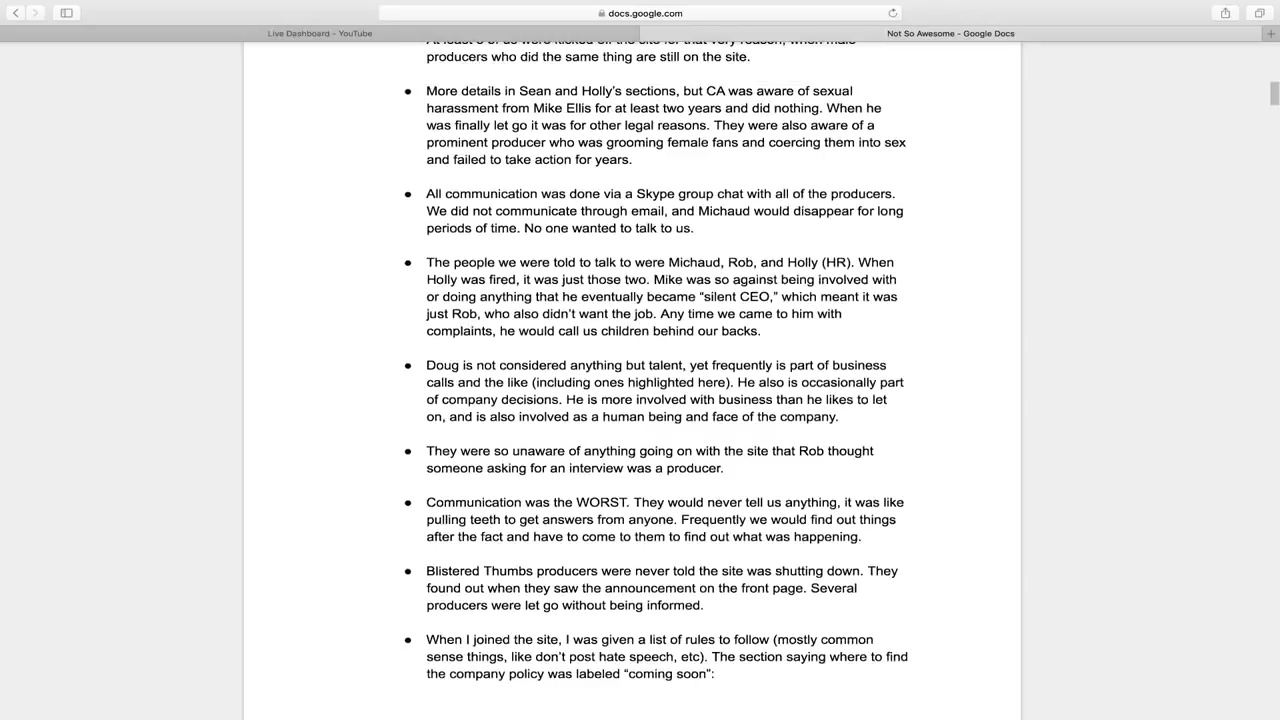 docs.google.com
Live Dashboard – YouTube
Not So Awesome - Google Docs
producers who did the same thing are still on the site.
● More details in Sean and Holly's sections, but CA was aware of sexual
harassment from Mike Ellis for at least two years and did nothing. When he
was finally let go it was for other legal reasons. They were also aware of a
prominent producer who was grooming female fans and coercing them into sex
and failed to take action for years.
● All communication was done via a Skype group chat with all of the producers.
We did not communicate through email, and Michaud would disappear for long
periods of time. No one wanted to talk to us.
● The people we were told to talk to were Michaud, Rob, and Holly (HR). When
Holly was fired, it was just those two. Mike was so against being involved with
or doing anything that he eventually became “silent CEO,” which meant it was
just Rob, who also didn't want the job. Any time we came to him with
complaints, he would call us children behind our backs.
● Doug is not considered anything but talent, yet frequently is part of business
calls and the like (including ones highlighted here). He also is occasionally part
of company decisions. He is more involved with business than he likes to let
on, and is also involved as a human being and face of the company.
● They were so unaware of anything going on with the site that Rob thought
someone asking for an interview was a producer.
● Communication was the WORST. They would never tell us anything, it was like
pulling teeth to get answers from anyone. Frequently we would find out things
after the fact and have to come to them to find out what was happening.
● Blistered Thumbs producers were never told the site was shutting down. They
found out when they saw the announcement on the front page. Several
producers were let go without being informed.
● When I joined the site, I was given a list of rules to follow (mostly common
sense things, like don't post hate speech, etc). The section saying where to find
the company policy was labeled “coming soon”: